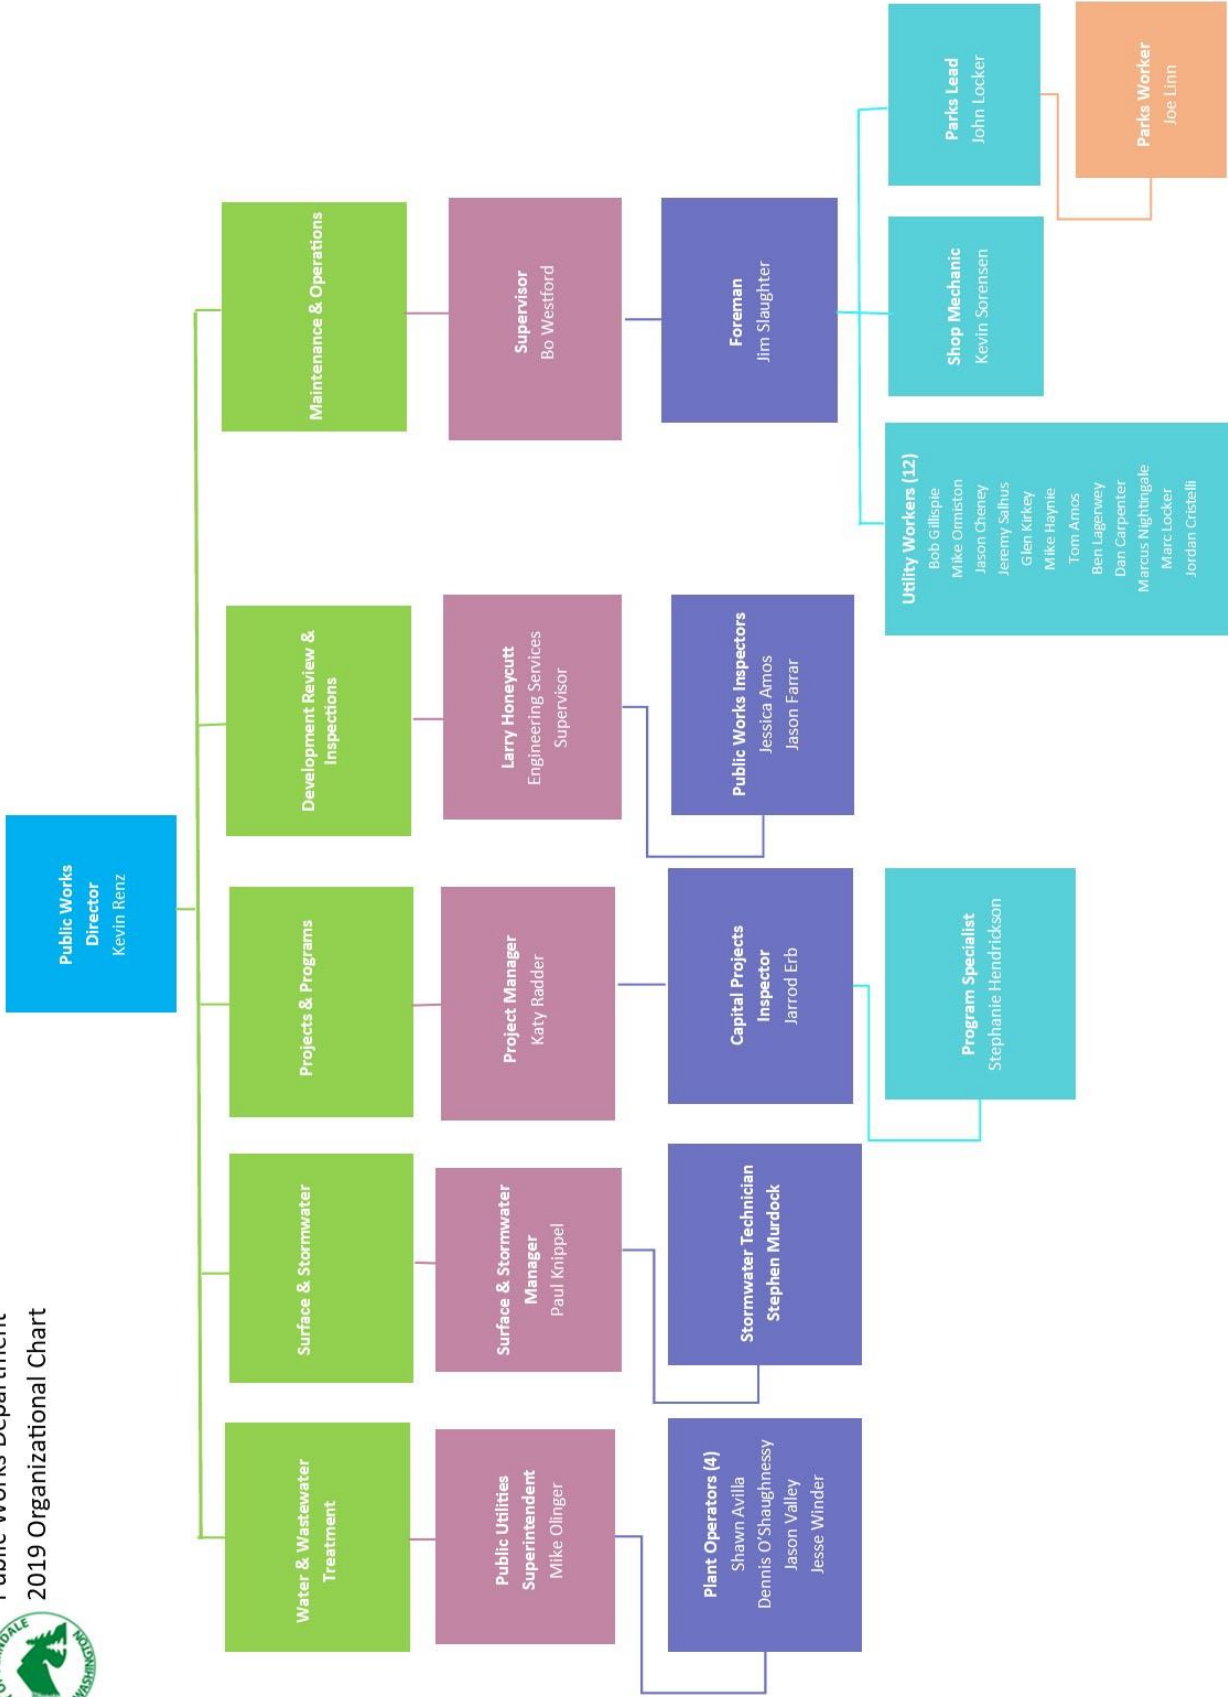 Public Works Department
2019 Organizational Chart
WASHINGTON
Public Works
Director
Kevin Renz
Water & Wastewater
Treatment
Surface & Stormwater
Projects & Programs
Development Review &
Inspections
Maintenance & Operations
Public Utilities
Superintendent
Mike Olinger
Surface & Stormwater
Manager
Paul Knippel
Project Manager
Katy Radder
Larry Honeycutt
Engineering Services
Supervisor
Supervisor
Bo Westford
Plant Operators (4)
Shawn Avilla
Dennis O'Shaughnessy
Jason Valley
Jesse Winder
Stormwater Technician
Stephen Murdock
Capital Projects
Inspector
Jarrod Erb
Public Works Inspectors
Jessica Amos
Jason Farrar
Foreman
Jim Slaughter
Program Specialist
Stephanie Hendrickson
Utility Workers (12)
Bob Gillispie
Mike Ormiston
Jason Cheney
Jeremy Salhus
Glen Kirkey
Mike Haynie
Tom Amos
Ben Lagerwey
Dan Carpenter
Marcus Nightingale
Marc Locker
Jordan Cristelli
Shop Mechanic
Kevin Sorensen
Parks Lead
John Locker
Parks Worker
Joe Linn